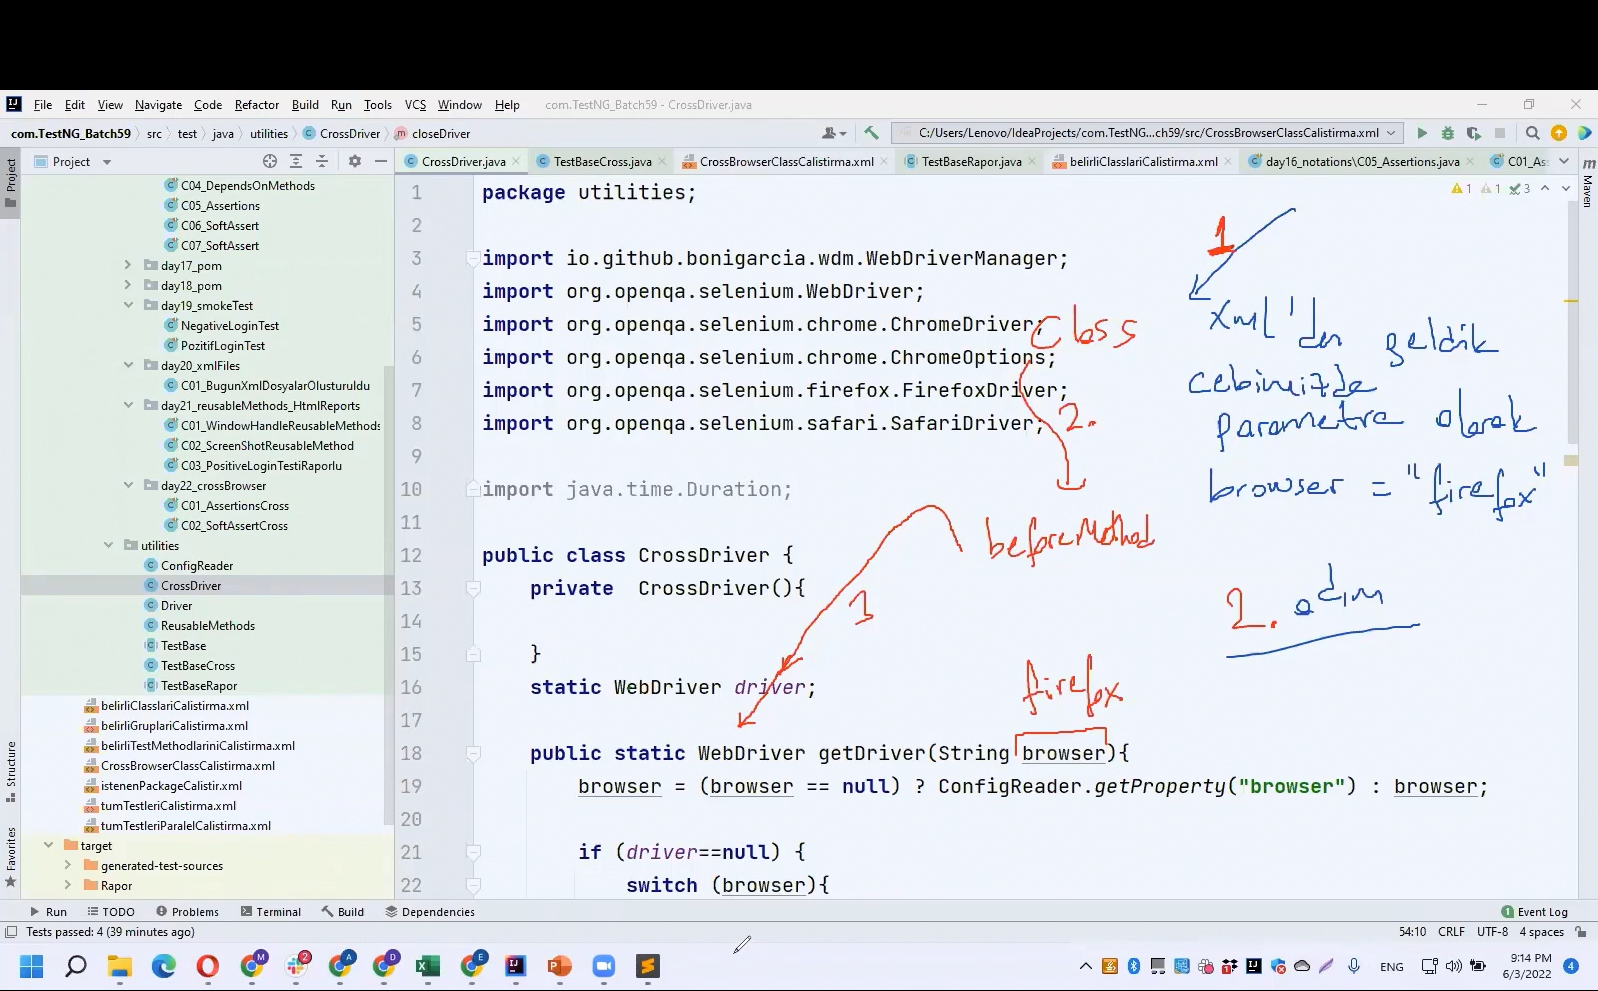 File Edit View Navigate Code Refactor Build Run Tools VCS Window Help com.TestNG_Batch59 - CrossDriver.java
com.TestNG_Batch59 src test java utilities CrossDriver closeDriver C:/Users/Lenovo/IdeaProjects/com.TestNG...ch59/src/CrossBrowserClassCalistirma.xml
Project
CrossDriver.java TestBaseCross.java CrossBrowserClassCalistirma.xml TestBaseRapor.java belirliClasslariCalistirma.xml day16_notations\C05_Assertions.java C01_As
Project
Structure
Favorites
Maven
C04_DependsOnMethods
C05_Assertions
C06_SoftAssert
C07_SoftAssert
day17_pom
day18_pom
day19_smokeTest
NegativeLoginTest
PozitifLoginTest
day20_xmlFiles
C01_BugunXmlDosyalarOlusturuldu
day21_reusableMethods_HtmlReports
C01_WindowHandleReusableMethods
C02_ScreenShotReusableMethod
C03_PositiveLoginTestiRaporlu
day22_crossBrowser
C01_AssertionsCross
C02_SoftAssertCross
utilities
ConfigReader
CrossDriver
Driver
ReusableMethods
TestBase
TestBaseCross
TestBaseRapor
belirliClasslariCalistirma.xml
belirliGruplariCalistirma.xml
belirliTestMethodlariniCalistirma.xml
CrossBrowserClassCalistirma.xml
istenenPackageCalistir.xml
tumTestleriCalistirma.xml
tumTestleriParalelCalistirma.xml
target
generated-test-sources
Rapor
1 1 3
1 package utilities;
2
3 import io.github.bonigarcia.wdm.WebDriverManager;
4 import org.openqa.selenium.WebDriver;
5 import org.openqa.selenium.chrome.ChromeDriver;
6 import org.openqa.selenium.chrome.ChromeOptions;
7 import org.openqa.selenium.firefox.FirefoxDriver;
8 import org.openqa.selenium.safari.SafariDriver;
9
10 import java.time.Duration;
11
12 public class CrossDriver {
13 private CrossDriver(){
14
15 }
16 static WebDriver driver;
17
18 public static WebDriver getDriver(String browser){
19 browser = (browser == null) ? ConfigReader.getProperty("browser") : browser;
20
21 if (driver==null) {
22 switch (browser){
Class
2.
beforeMethod
3
firefox
1
xml'den geldik
cebimizde
parametre olarak
browser = "firefox"
2. adim
Run TODO Problems Terminal Build Dependencies 1 Event Log
Tests passed: 4 (39 minutes ago) 54:10 CRLF UTF-8 4 spaces
M 2 A D E ENG 9:14 PM
6/3/2022 4